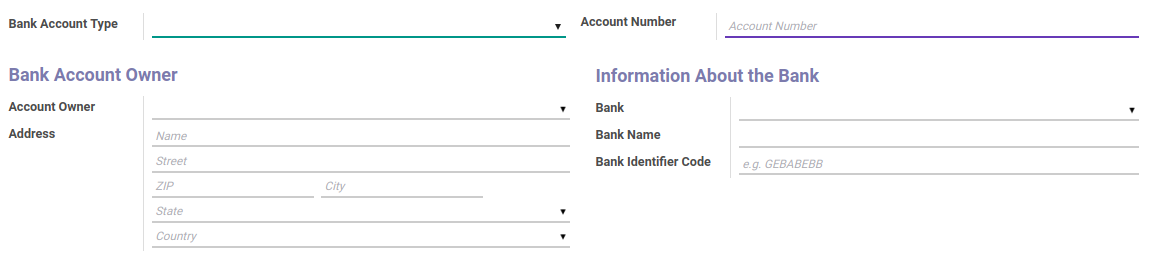 Bank Account Type
Account Number
Account Number
Bank Account Owner
Account Owner
Address
Name
Street
ZIP City
State
Country
Information About the Bank
Bank
Bank Name
Bank Identifier Code
e.g. GEBABEBB